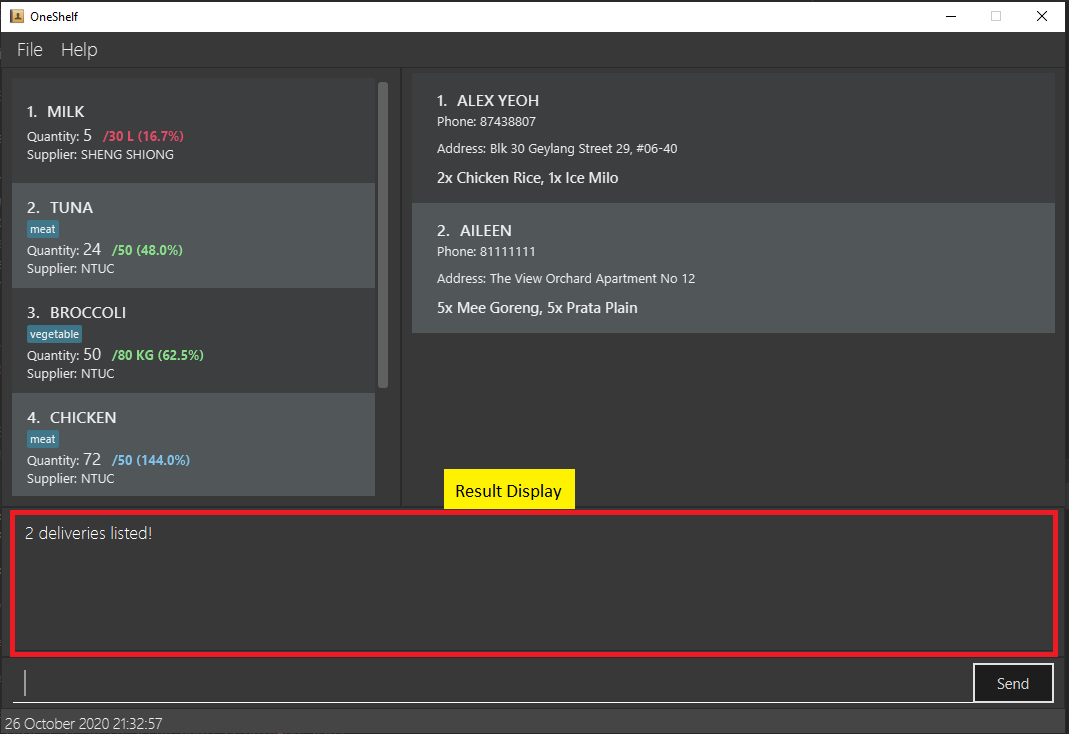 OneShelf
File Help
1. MILK
Quantity: 5 /30 L (16.7%)
Supplier: SHENG SHIONG
2. TUNA
meat
Quantity: 24 /50 (48.0%)
Supplier: NTUC
3. BROCCOLI
vegetable
Quantity: 50 /80 KG (62.5%)
Supplier: NTUC
4. CHICKEN
meat
Quantity: 72 /50 (144.0%)
Supplier: NTUC
1. ALEX YEOH
Phone: 87438807
Address: Blk 30 Geylang Street 29, #06-40
2x Chicken Rice, 1x Ice Milo
2. AILEEN
Phone: 81111111
Address: The View Orchard Apartment No 12
5x Mee Goreng, 5x Prata Plain
Result Display
2 deliveries listed!
Send
26 October 2020 21:32:57